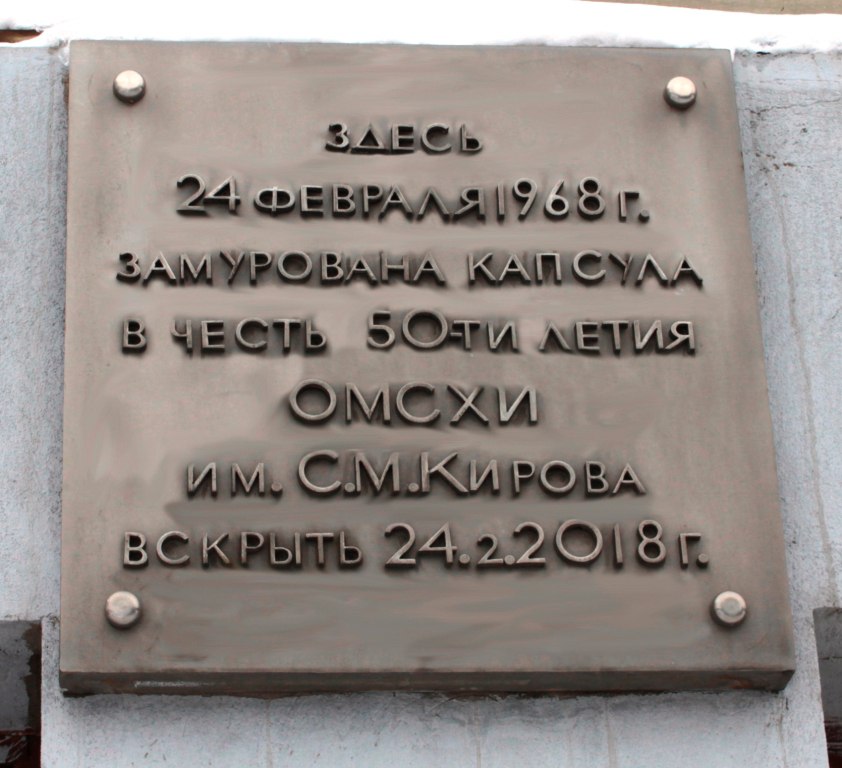 ЗДЕСЬ
24 ФЕВРАЛЯ 1968 Г.
ЗАМУРОВАНА КАПСУЛА
В ЧЕСТЬ 50-ТИ ЛЕТИЯ
ОМСХИ
ИМ. С.М. КИРОВА
ВСКРЫТЬ 24.2.2018 Г.